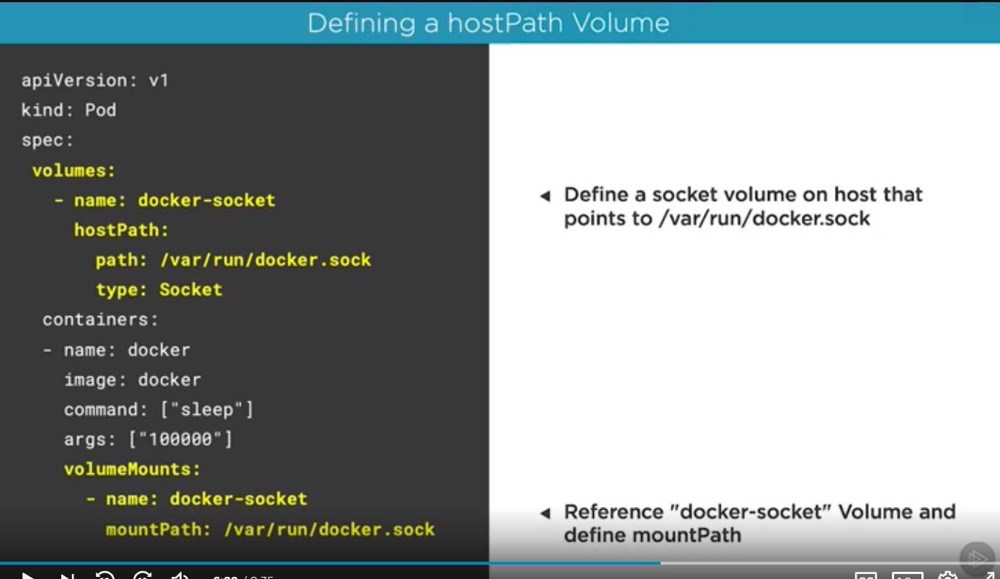 Defining a hostPath Volume
apiVersion: v1
kind: Pod
spec:
volumes:
- name: docker-socket
hostPath:
path: /var/run/docker.sock
type: Socket
containers:
- name: docker
image: docker
command: ["sleep"]
args: ["100000"]
volumeMounts:
- name: docker-socket
mountPath: /var/run/docker.sock
Define a socket volume on host that
points to /var/run/docker.sock
Reference "docker-socket" Volume and
define mountPath